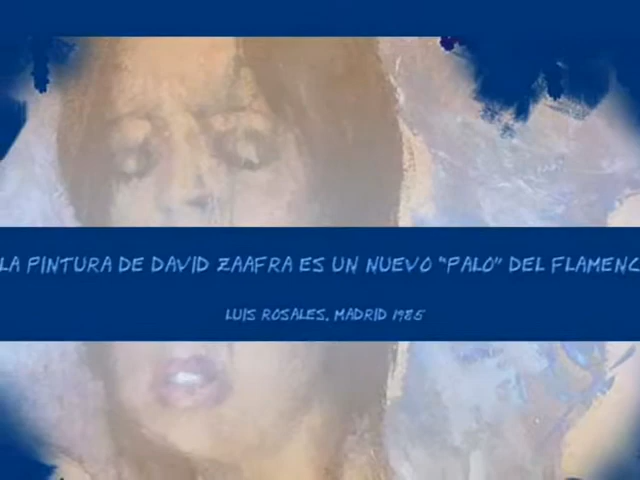 LA PINTURA DE DAVID ZAAFRA ES UN NUEVO "PALO" DEL FLAMENC
LUIS ROSALES, MADRID 1985